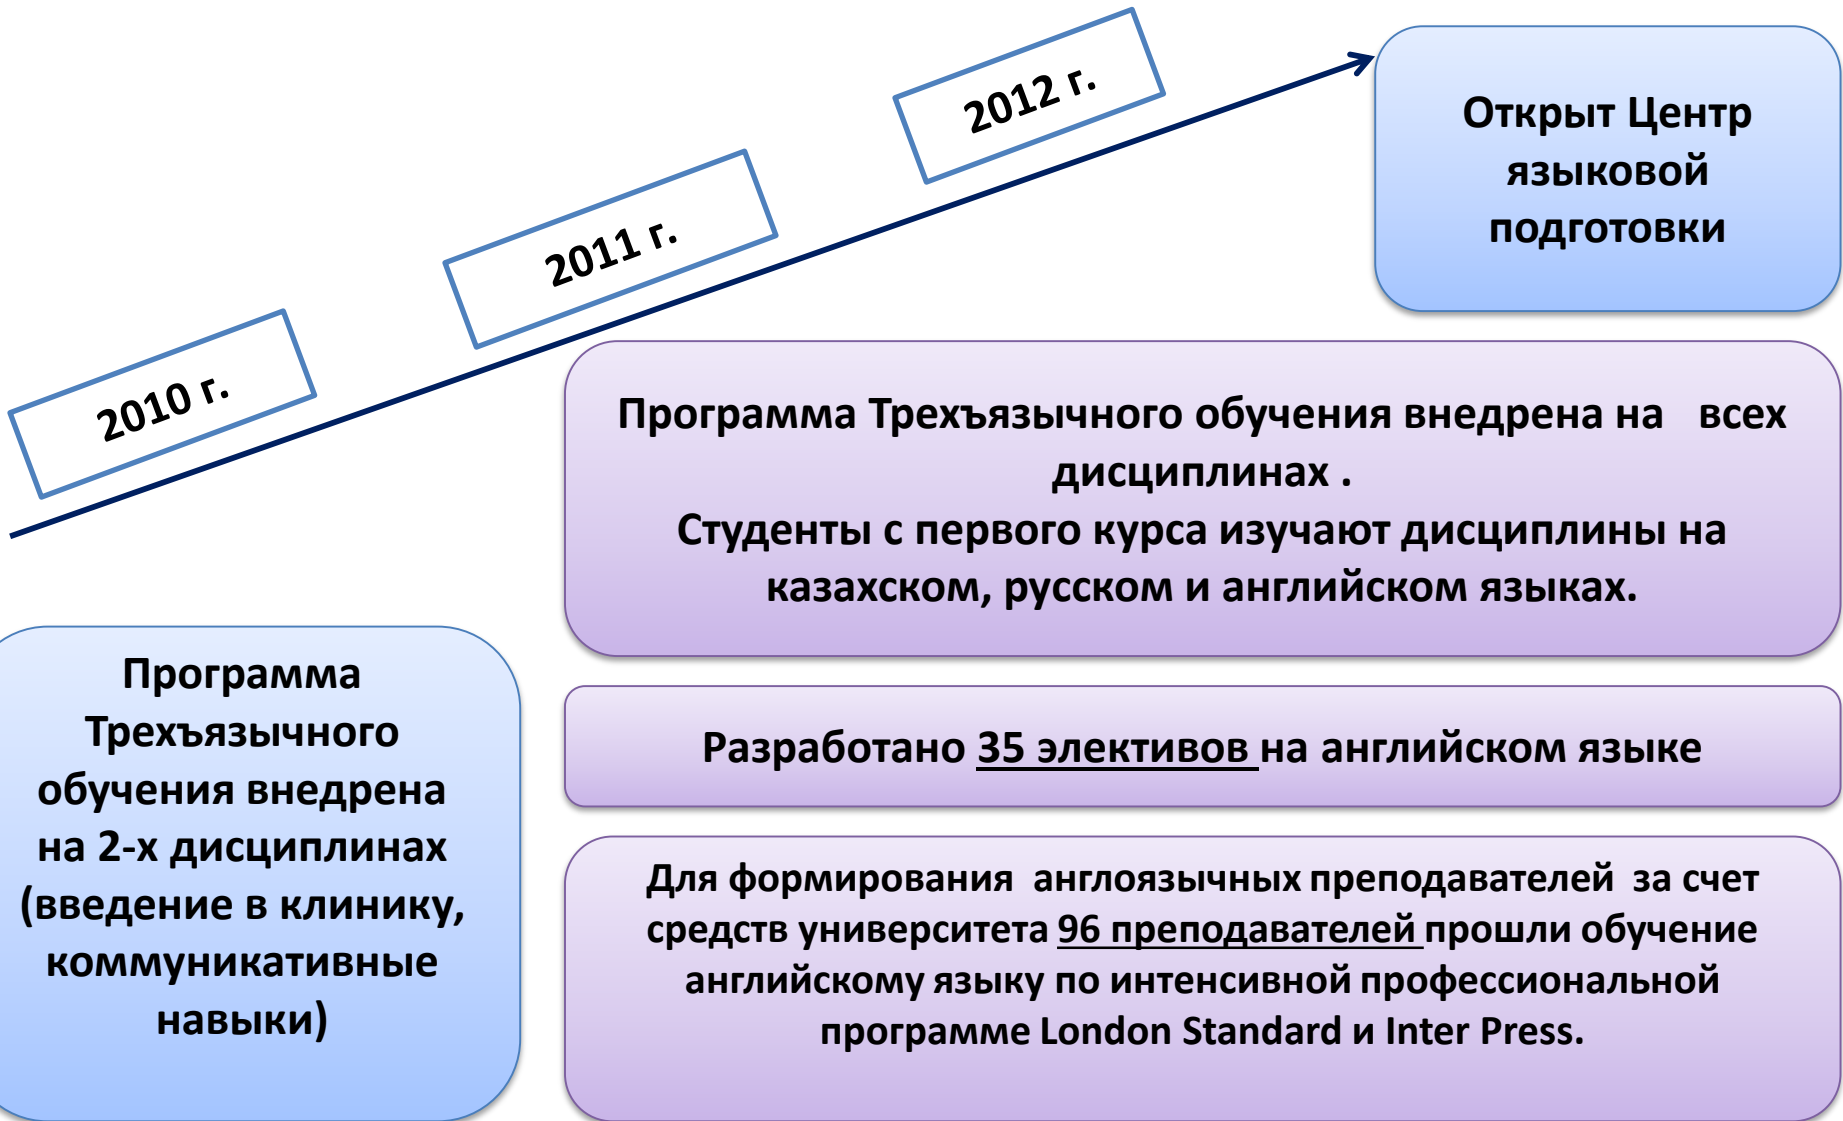 2010 г.
2011 г.
2012 г.
Открыт Центр
языковой
подготовки
Программа Трехъязычного обучения внедрена на всех
дисциплинах .
Студенты с первого курса изучают дисциплины на
казахском, русском и английском языках.
Программа
Трехъязычного
обучения внедрена
на 2-х дисциплинах
(введение в клинику,
коммуникативные
навыки)
Разработано 35 элективов на английском языке
Для формирования англоязычных преподавателей за счет
средств университета 96 преподавателей прошли обучение
английскому языку по интенсивной профессиональной
программе London Standard и Inter Press.